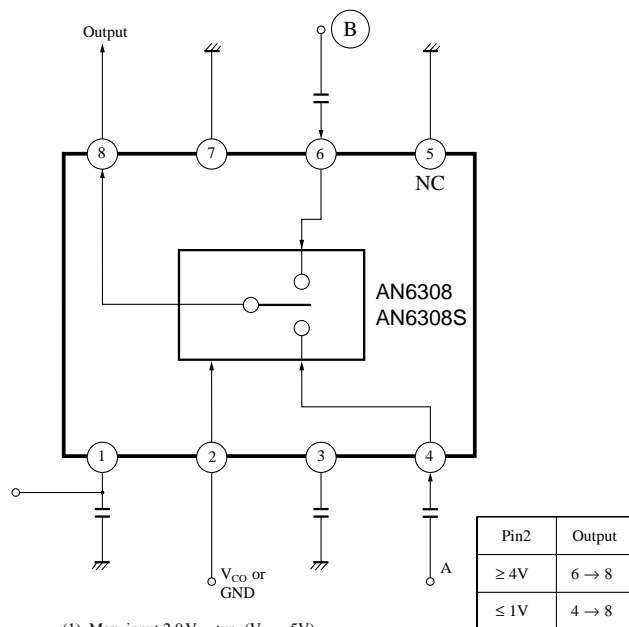 Output
B
8
7
6
5
NC
AN6308
AN6308S
1
2
3
4
V_CO or
GND
A
Pin2 Output
≥ 4V 6 → 8
≤ 1V 4 → 8